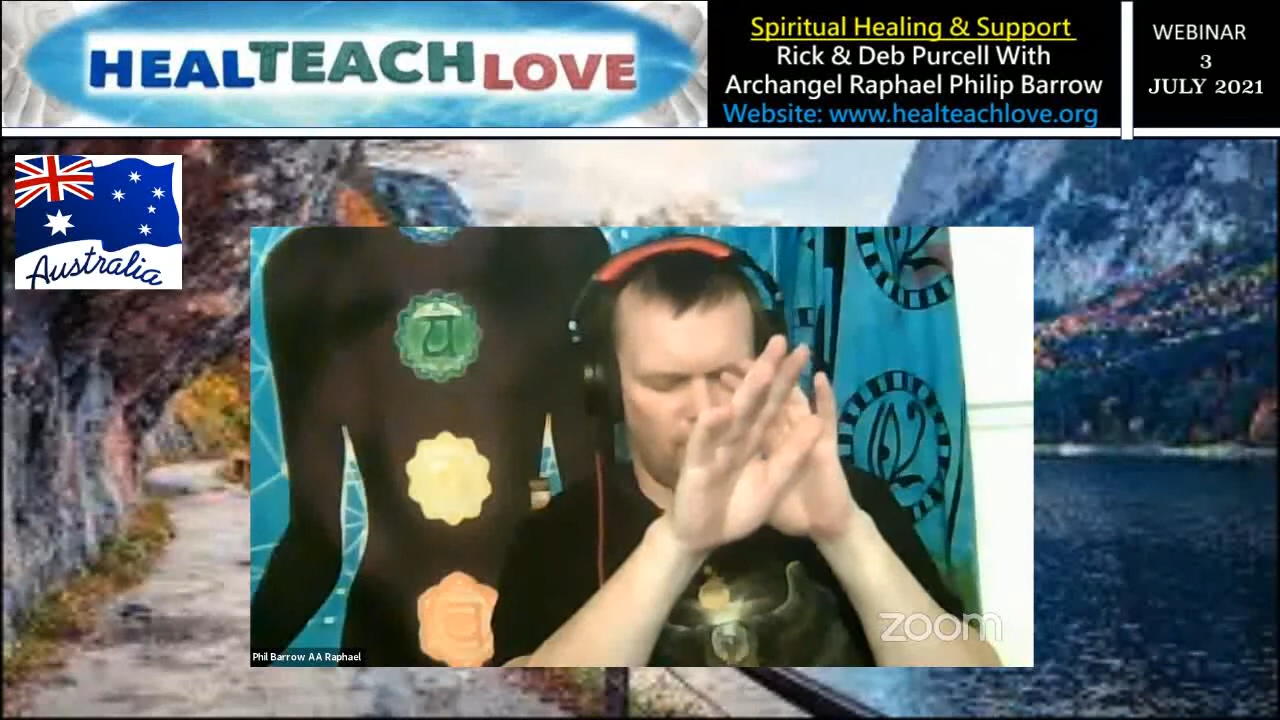 HEALTEACHLOVE
Spiritual Healing & Support
Rick & Deb Purcell With
Archangel Raphael Philip Barrow
Website: www.healteachlove.org
WEBINAR
3
JULY 2021
Australia
यं
zoom
Phil Barrow AA Raphael